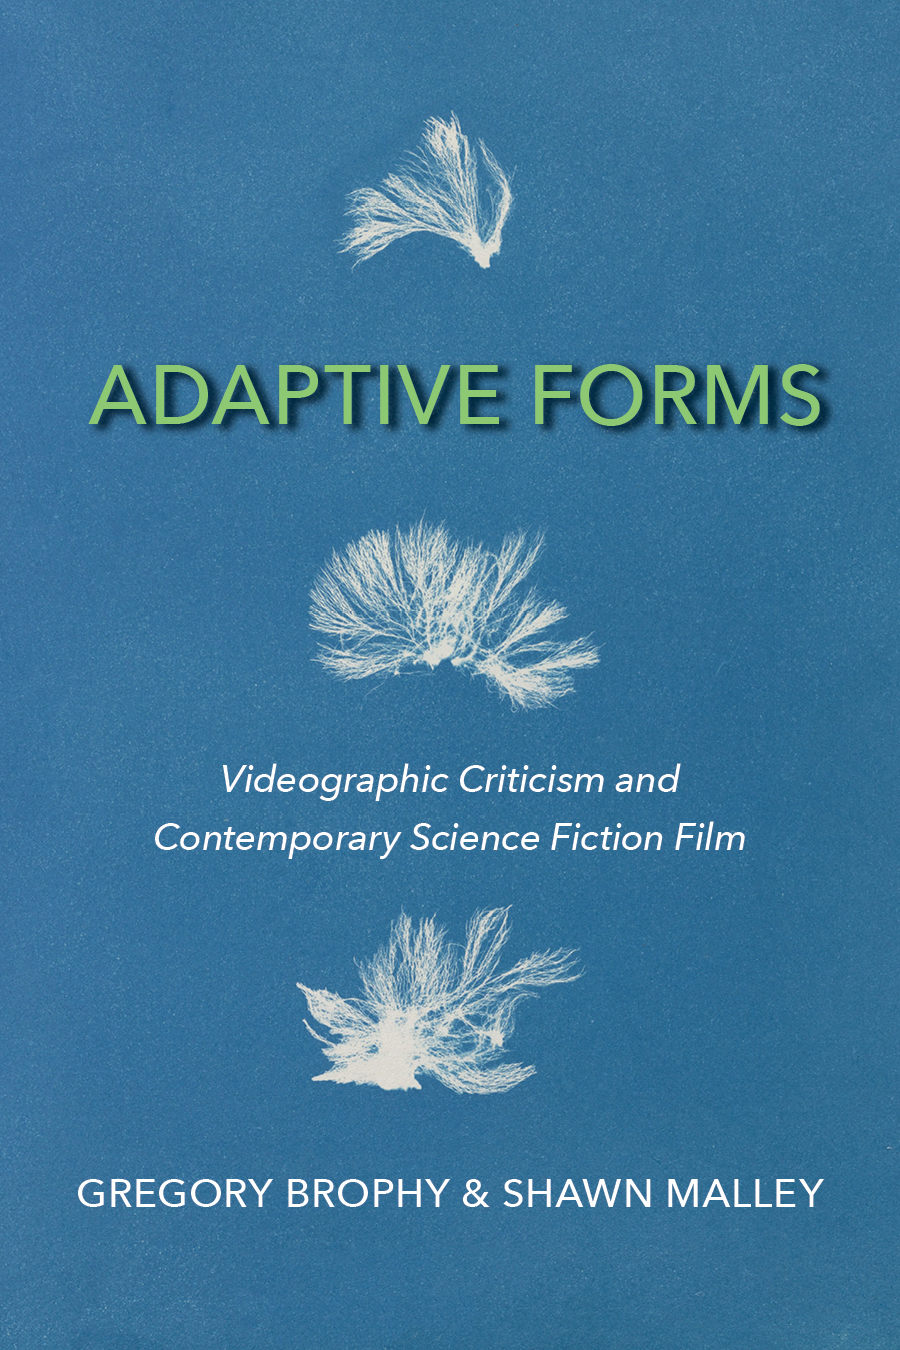 ADAPTIVE FORMS
Videographic Criticism and
Contemporary Science Fiction Film
GREGORY BROPHY & SHAWN MALLEY